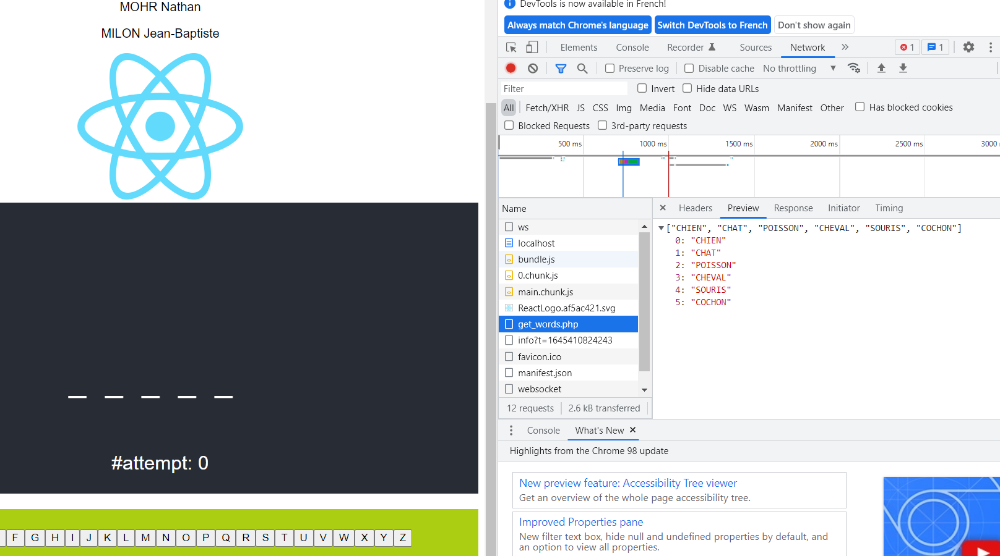 MOHR Nathan
MILON Jean-Baptiste
_ _ _ _ _
#attempt: 0
F G H I J K L M N O P Q R S T U V W X Y Z
DevTools is now available in French!
Always match Chrome's language Switch DevTools to French Don't show again
Elements Console Recorder Sources Network » 1 1
Preserve log Disable cache No throttling
Filter Invert Hide data URLs
All Fetch/XHR JS CSS Img Media Font Doc WS Wasm Manifest Other Has blocked cookies
Blocked Requests 3rd-party requests
500 ms 1000 ms 1500 ms 2000 ms 2500 ms 3000
Name
ws
localhost
bundle.js
0.chunk.js
main.chunk.js
ReactLogo.af5ac421.svg
get_words.php
info?t=1645410824243
favicon.ico
manifest.json
websocket
12 requests 2.6 kB transferred
× Headers Preview Response Initiator Timing
["CHIEN", "CHAT", "POISSON", "CHEVAL", "SOURIS", "COCHON"]
0: "CHIEN"
1: "CHAT"
2: "POISSON"
3: "CHEVAL"
4: "SOURIS"
5: "COCHON"
Console What's New ×
Highlights from the Chrome 98 update
New preview feature: Accessibility Tree viewer
Get an overview of the whole page accessibility tree.
Improved Properties pane
New filter text box, hide null and undefined properties by default, and
an option to view all properties.